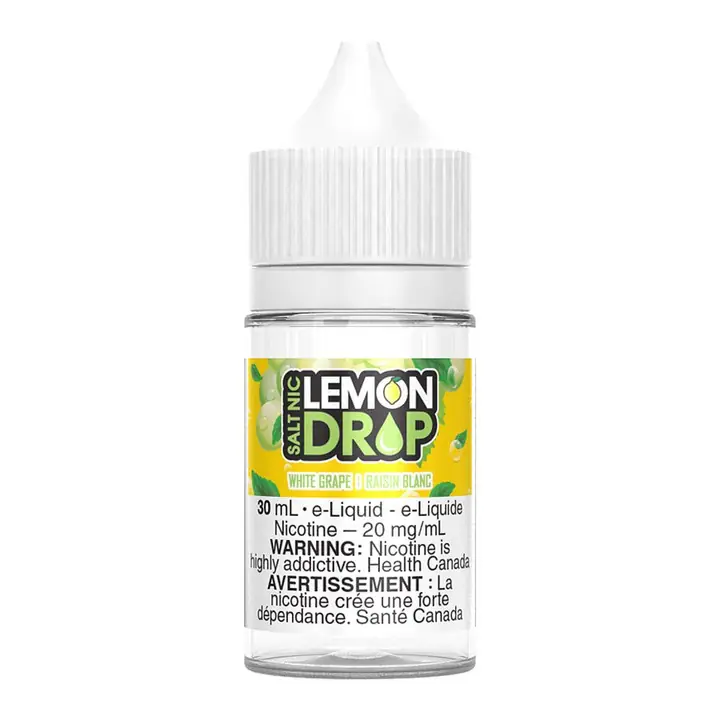 SALT NIC
LEMON
DROP
WHITE GRAPE | RAISIN BLANC
30 mL • e-Liquid - e-Liquide
Nicotine – 20 mg/mL
WARNING: Nicotine is
highly addictive. Health Canada
AVERTISSEMENT : La
nicotine crée une forte
dépendance. Santé Canada